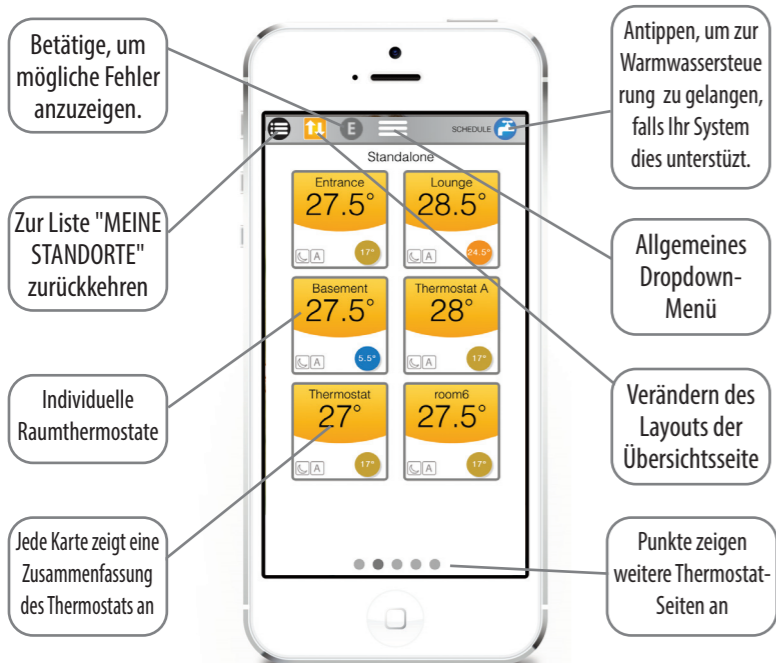 Betätige, um
mögliche Fehler
anzuzeigen.
Antippen, um zur
Warmwassersteue
rung zu gelangen,
falls Ihr System
dies unterstüzt.
E
SCHEDULE
Standalone
Zur Liste "MEINE
STANDORTE"
zurückkehren
Allgemeines
Dropdown-
Menü
Entrance
27.5°
A
17°
Lounge
28.5°
A
24.5°
Basement
27.5°
A
5.5°
Thermostat A
28°
A
17°
Thermostat
27°
A
17°
room6
27.5°
A
17°
Individuelle
Raumthermostate
Verändern des
Layouts der
Übersichtsseite
Jede Karte zeigt eine
Zusammenfassung
des Thermostats an
Punkte zeigen
weitere Thermostat-
Seiten an